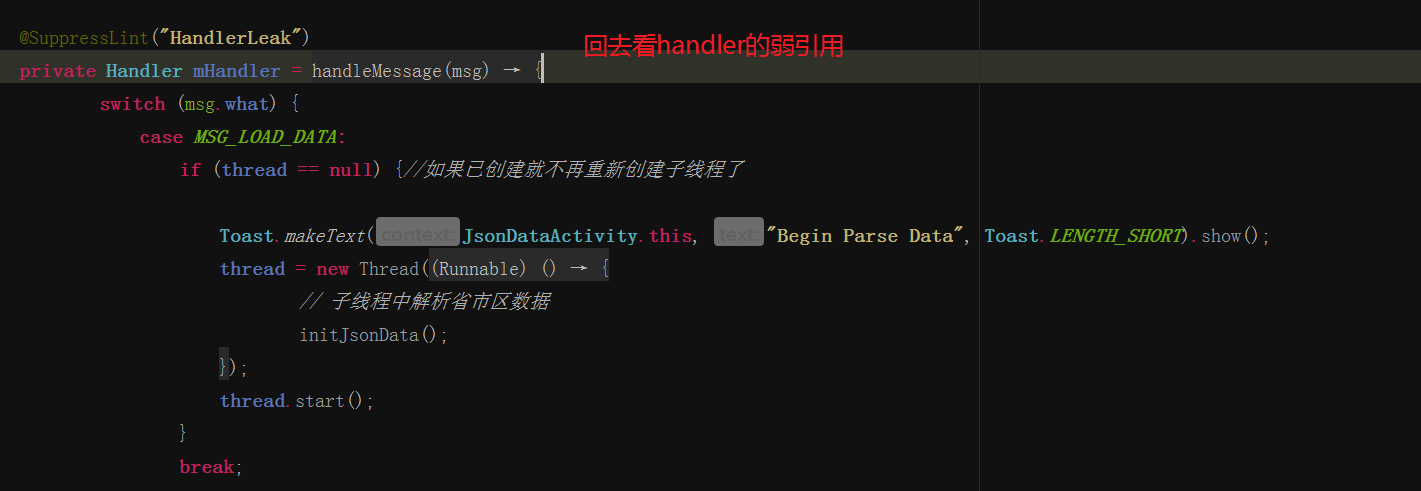 @SuppressLint("HandlerLeak")
回去看handler的弱引用
private Handler mHandler = handleMessage(msg) → {
switch (msg.what) {
case MSG_LOAD_DATA:
if (thread == null) {//如果已创建就不再重新创建子线程了
Toast.makeText( context: JsonDataActivity.this, text: "Begin Parse Data", Toast.LENGTH_SHORT).show();
thread = new Thread((Runnable) () → {
// 子线程中解析省市区数据
initJsonData();
});
thread.start();
}
break;